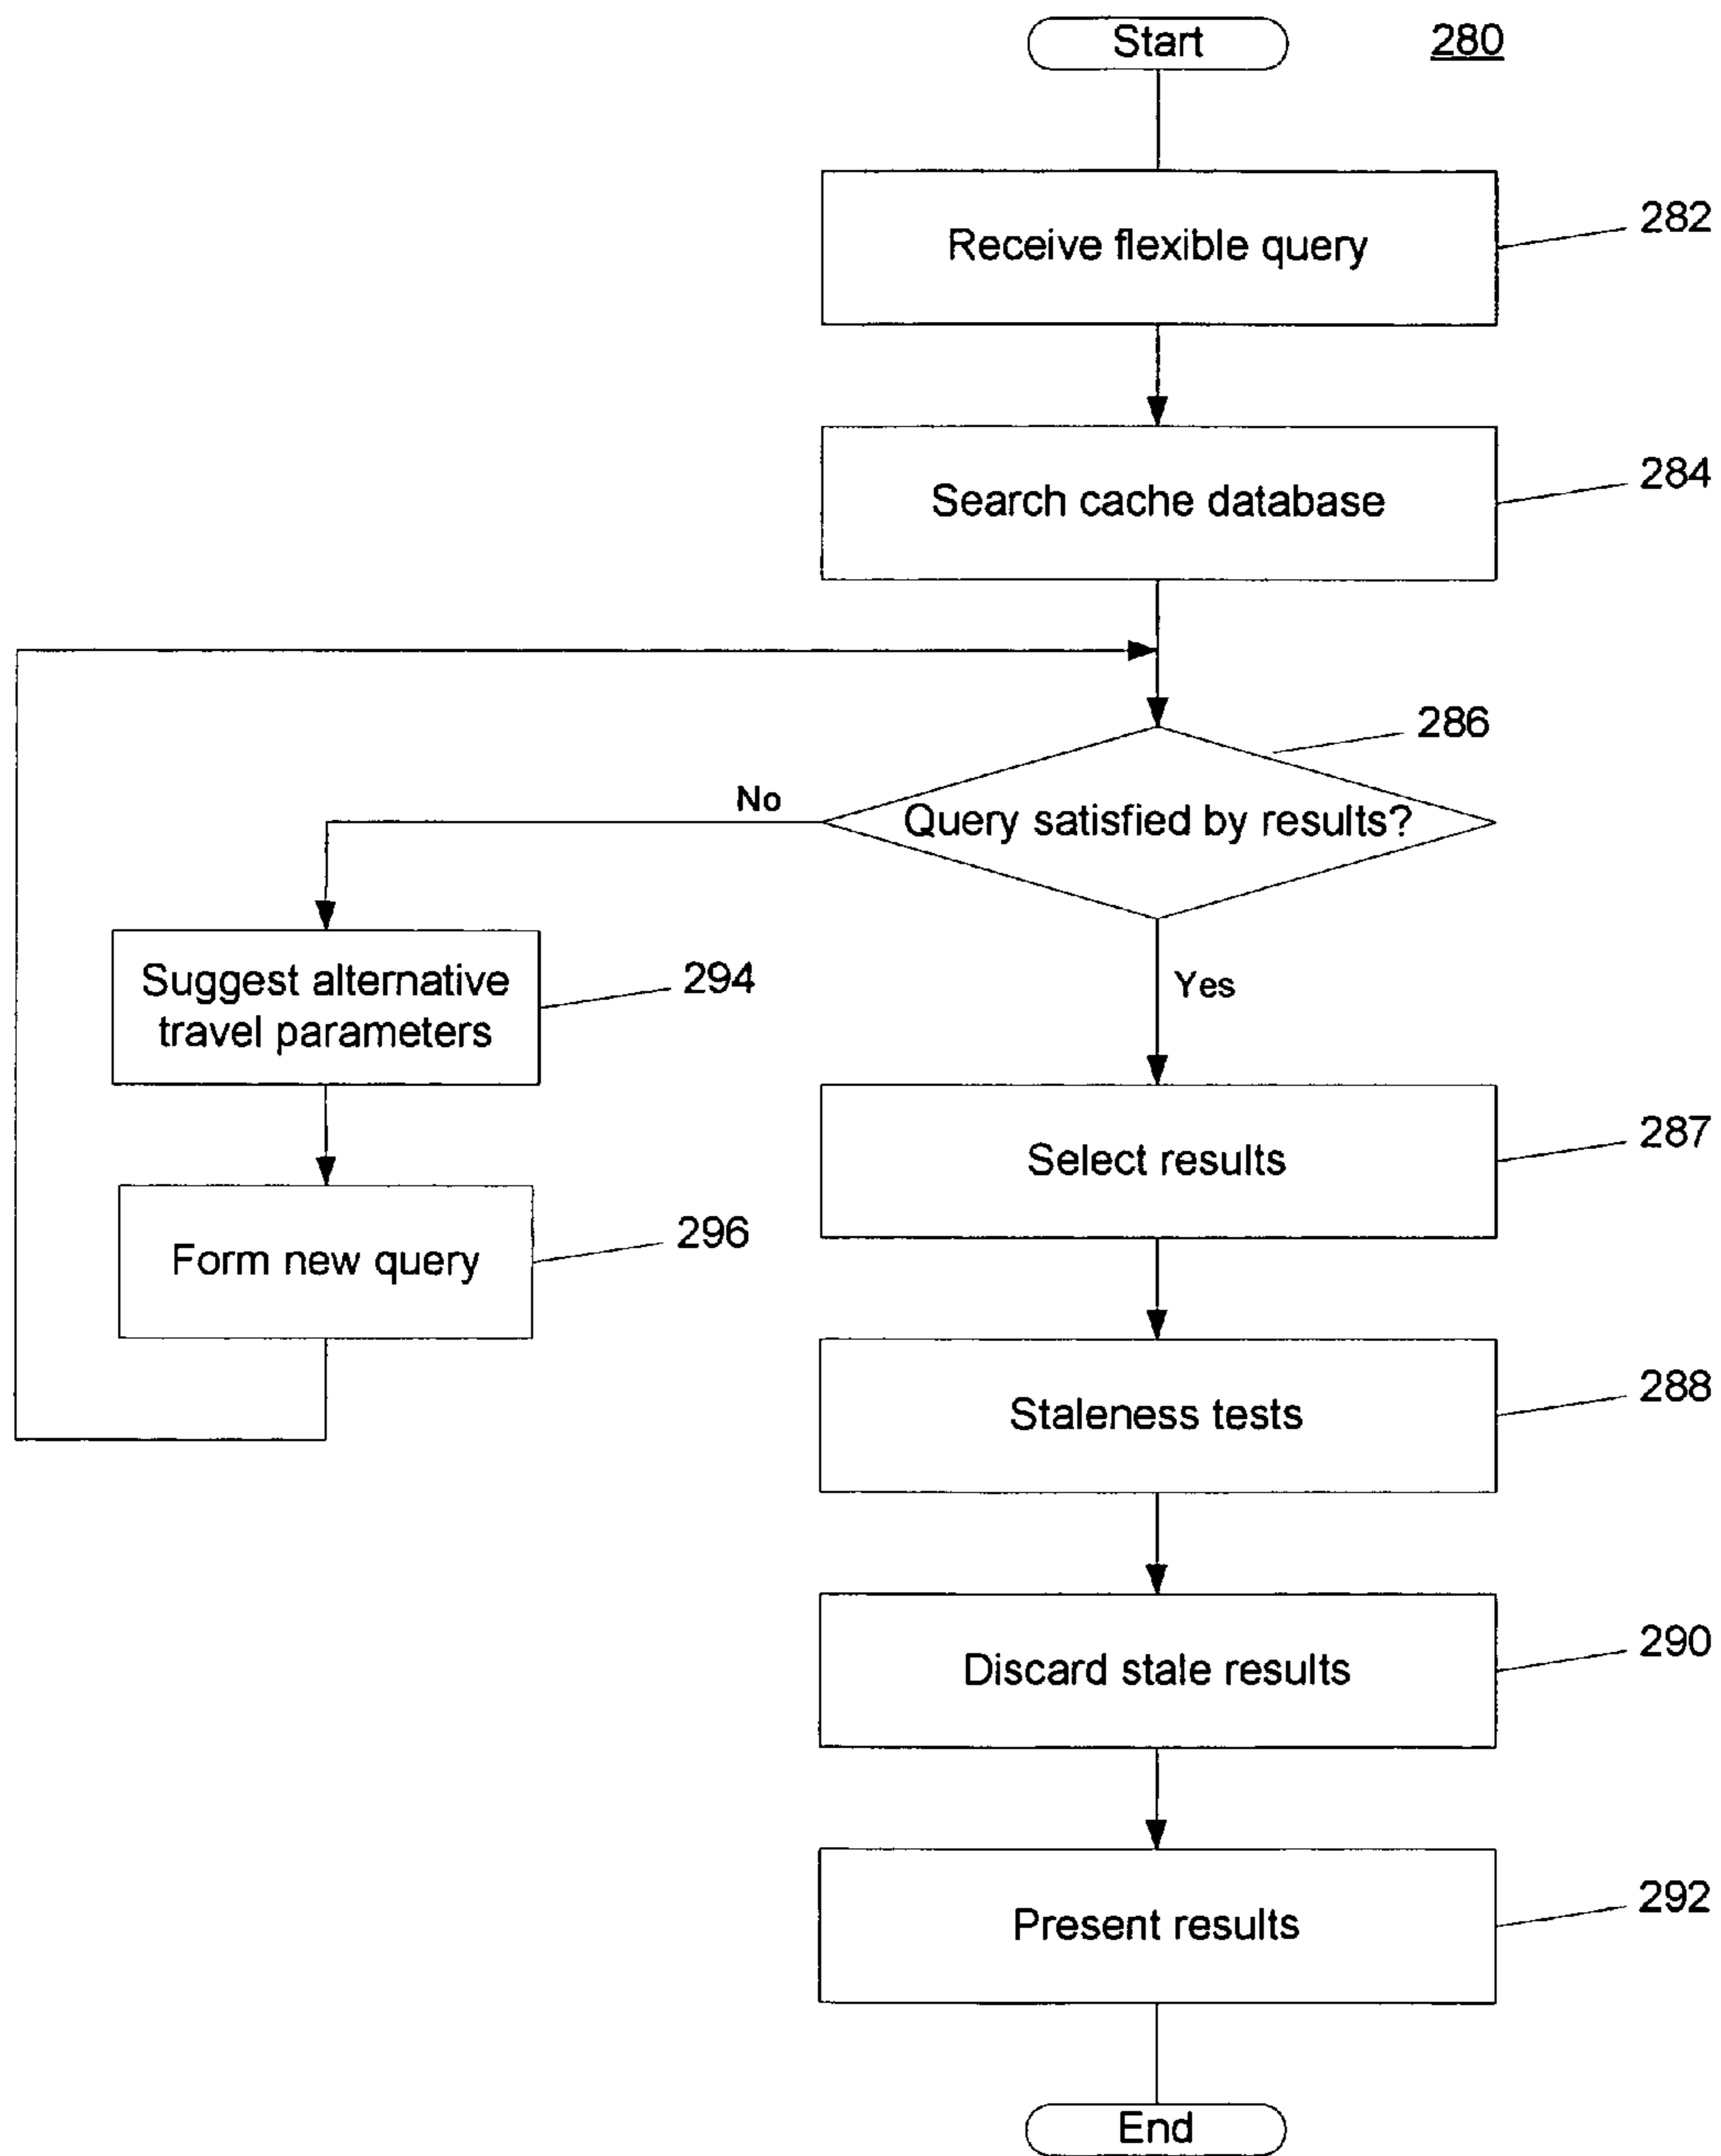 Start
280
Receive flexible query
282
Search cache database
284
286
Query satisfied by results?
No
Yes
Suggest alternative
travel parameters
294
Select results
287
Form new query
296
Staleness tests
288
Discard stale results
290
Present results
292
End